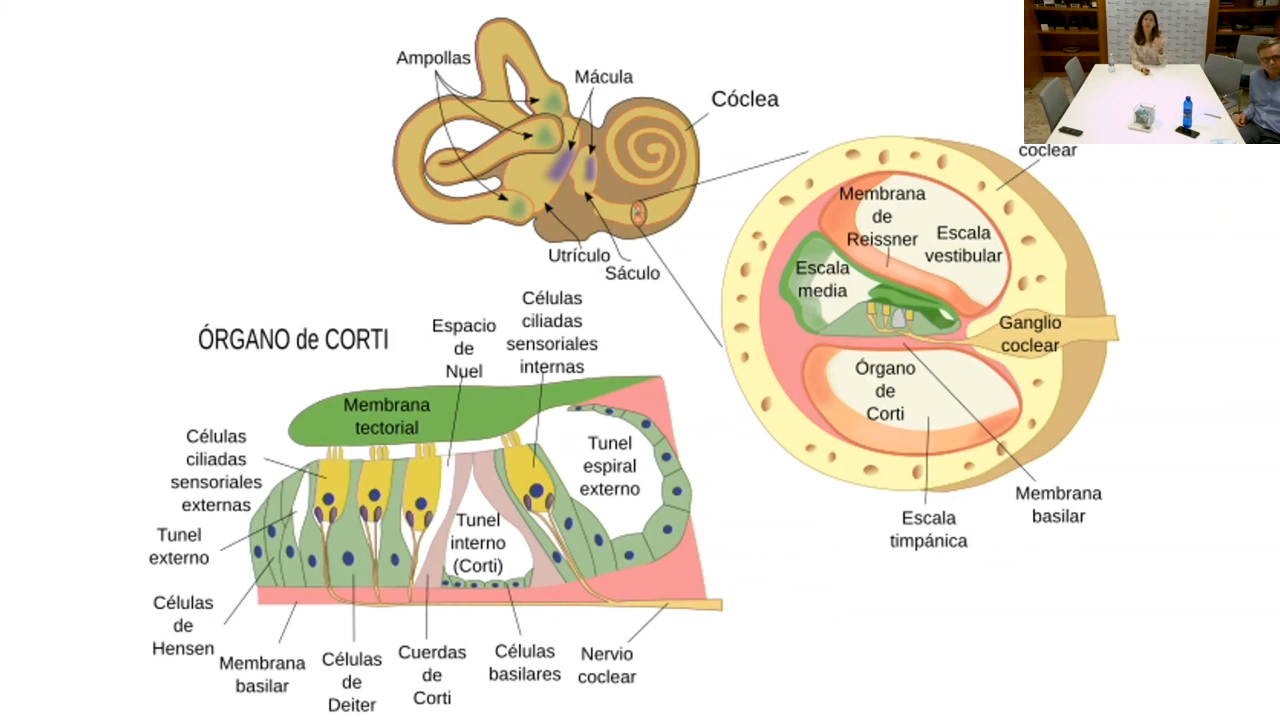 Ampollas
Mácula
Cóclea
Utrículo
Sáculo
coclear
Membrana
de
Reissner
Escala
vestibular
Escala
media
Ganglio
coclear
Órgano
de
Corti
Membrana
basilar
Escala
timpánica
ÓRGANO de CORTI
Espacio
de
Nuel
Células
ciliadas
sensoriales
internas
Membrana
tectorial
Células
ciliadas
sensoriales
externas
Tunel
espiral
externo
Tunel
externo
Tunel
interno
(Corti)
Células
de
Hensen
Membrana
basilar
Células
de
Deiter
Cuerdas
de
Corti
Células
basilares
Nervio
coclear